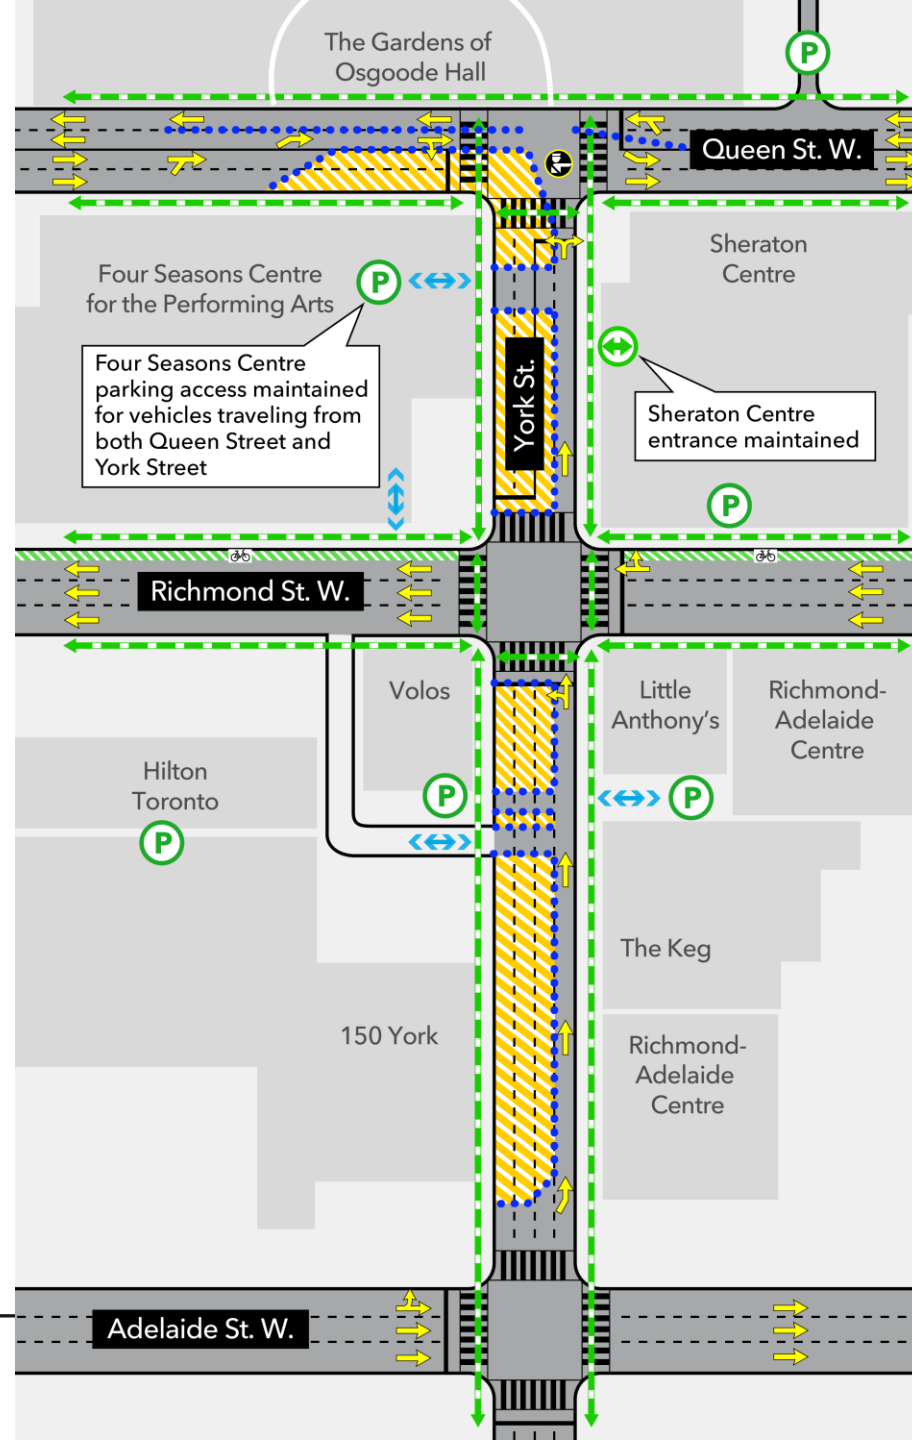 The Gardens of
Osgoode Hall
P
Queen St. W.
Four Seasons Centre
for the Performing Arts
P
Sheraton
Centre
Four Seasons Centre
parking access maintained
for vehicles traveling from
both Queen Street and
York Street
York St.
Sheraton Centre
entrance maintained
P
Richmond St. W.
Volos
Little
Anthony's
Richmond-
Adelaide
Centre
Hilton
Toronto
P
P
P
The Keg
150 York
Richmond-
Adelaide
Centre
Adelaide St. W.